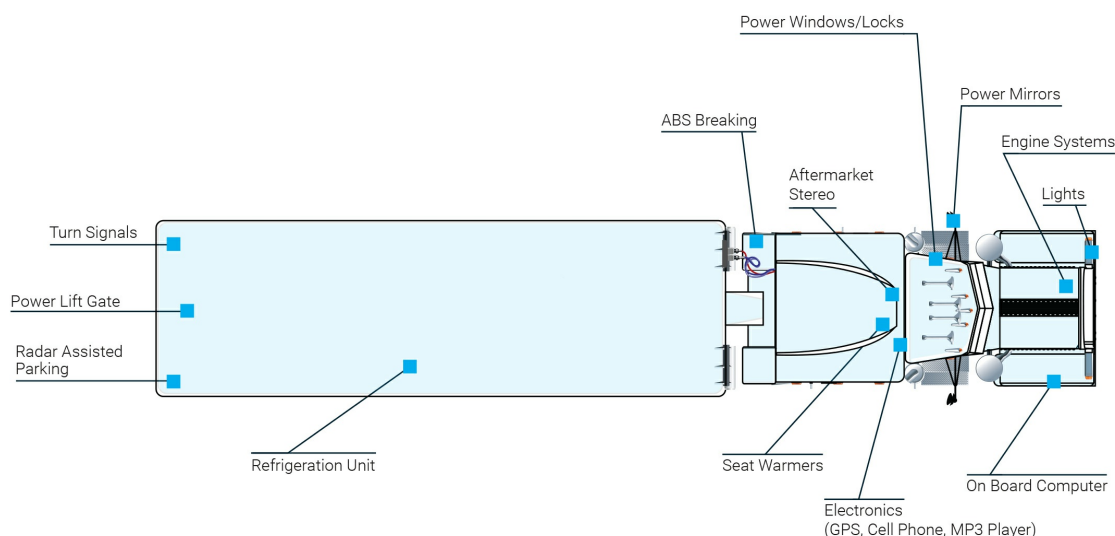 Power Windows/Locks
Power Mirrors
ABS Breaking
Engine Systems
Aftermarket
Stereo
Lights
Turn Signals
Power Lift Gate
Radar Assisted
Parking
Refrigeration Unit
Seat Warmers
On Board Computer
Electronics
(GPS, Cell Phone, MP3 Player)